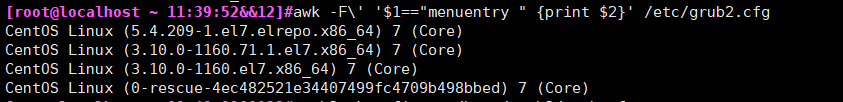 [root@localhost ~ 11:39:52&&12]#awk -F\' '$1=="menuentry " {print $2}' /etc/grub2.cfg
CentOS Linux (5.4.209-1.el7.elrepo.x86_64) 7 (Core)
CentOS Linux (3.10.0-1160.71.1.el7.x86_64) 7 (Core)
CentOS Linux (3.10.0-1160.el7.x86_64) 7 (Core)
CentOS Linux (0-rescue-4ec482521e34407499fc4709b498bbed) 7 (Core)